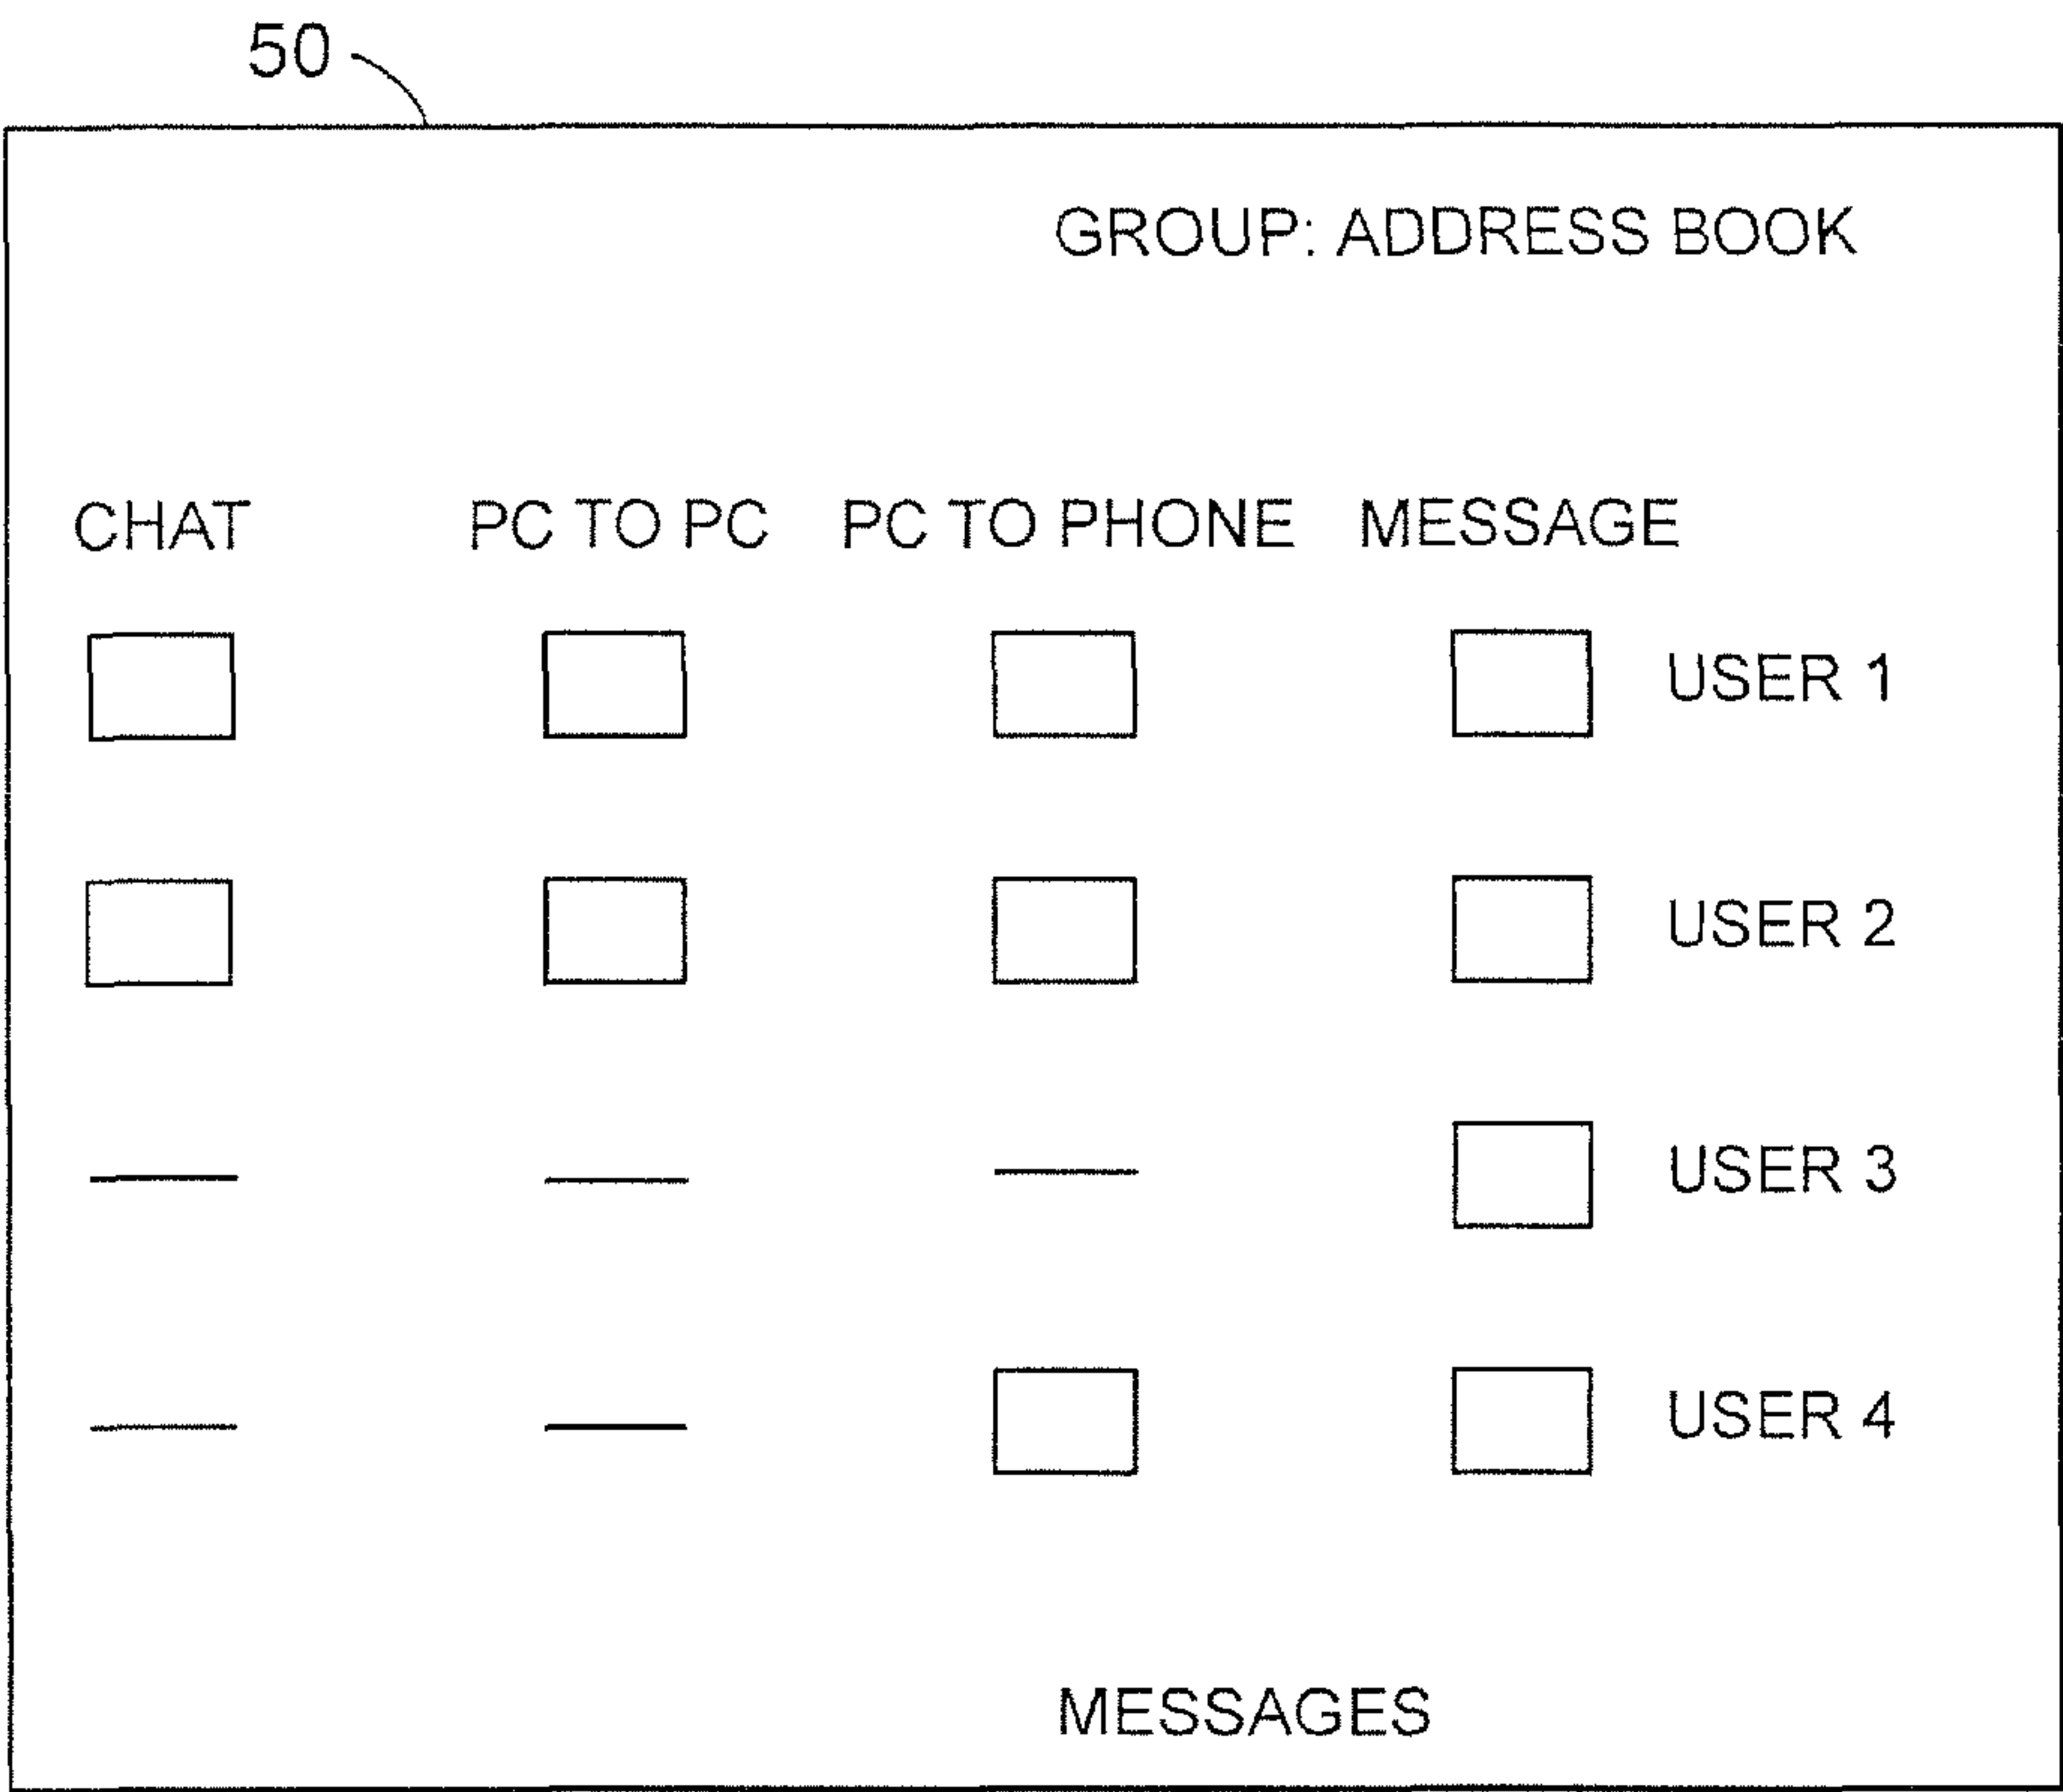 50
GROUP: ADDRESS BOOK
CHAT PC TO PC PC TO PHONE MESSAGE
USER 1
USER 2
USER 3
USER 4
MESSAGES